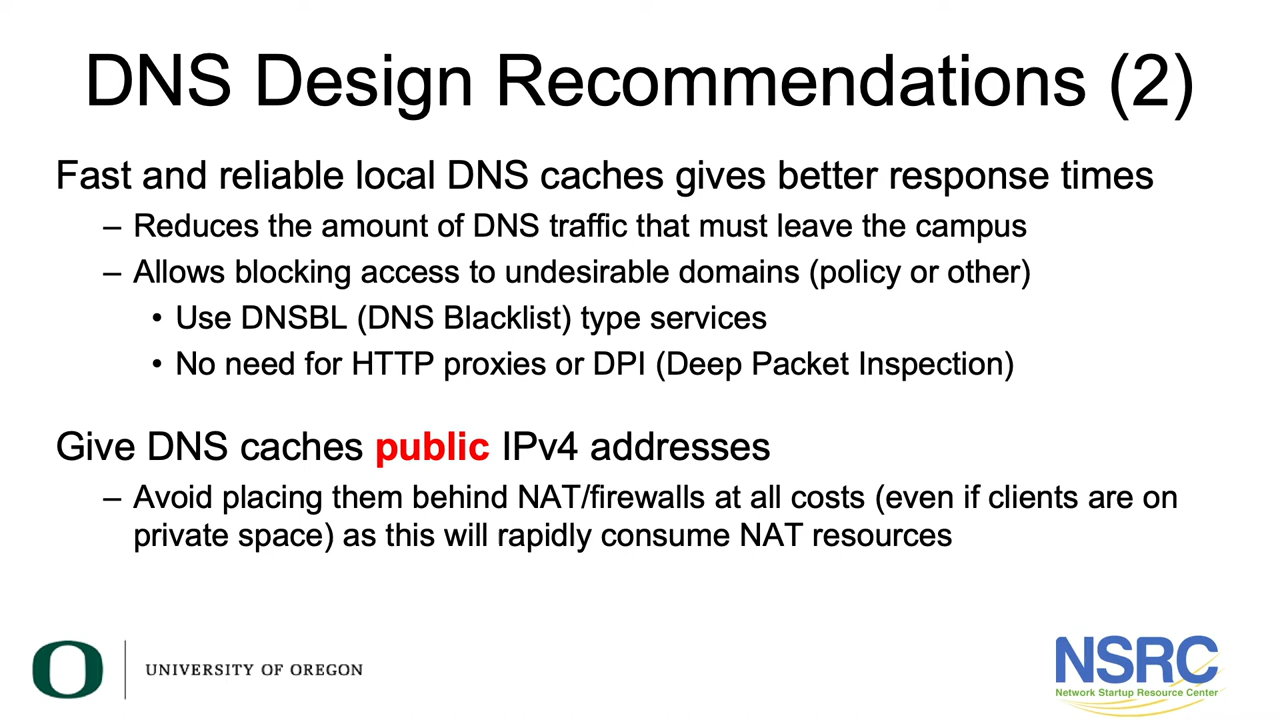 DNS Design Recommendations (2)
Fast and reliable local DNS caches gives better response times
– Reduces the amount of DNS traffic that must leave the campus
– Allows blocking access to undesirable domains (policy or other)
• Use DNSBL (DNS Blacklist) type services
• No need for HTTP proxies or DPI (Deep Packet Inspection)
Give DNS caches public IPv4 addresses
– Avoid placing them behind NAT/firewalls at all costs (even if clients are on
private space) as this will rapidly consume NAT resources
O
UNIVERSITY OF OREGON
NSRC
Network Startup Resource Center